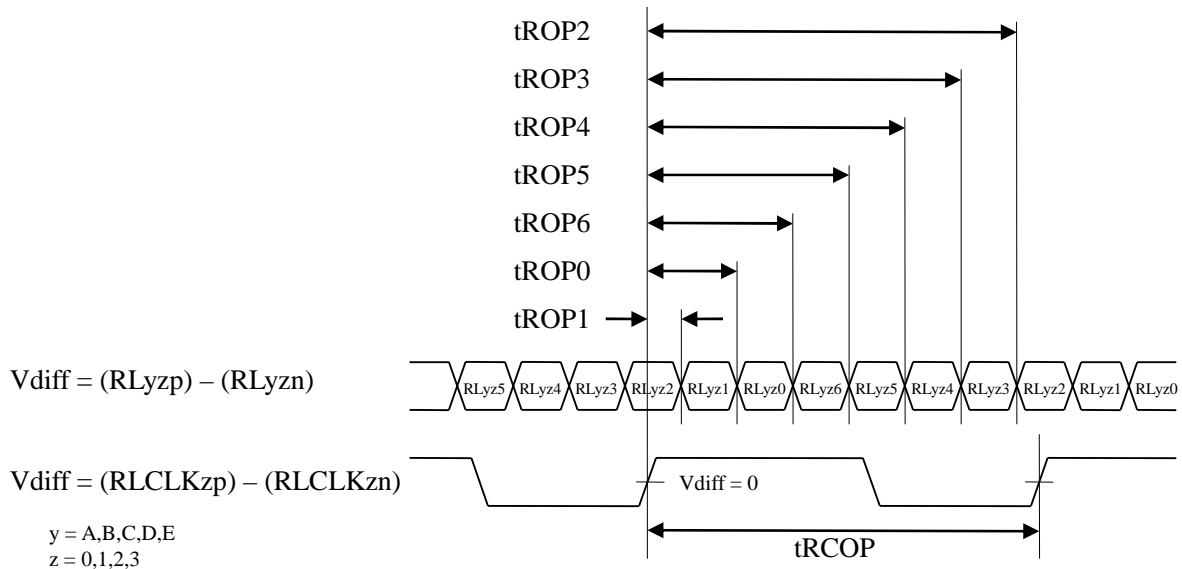 tROP2
tROP3
tROP4
tROP5
tROP6
tROP0
tROP1
Vdiff = (RLyzp) – (RLyzn)
RLyz5 RLyz4 RLyz3 RLyz2 RLyz1 RLyz0 RLyz6 RLyz5 RLyz4 RLyz3 RLyz2 RLyz1 RLyz0
Vdiff = (RLCLKzp) – (RLCLKzn)
Vdiff = 0
y = A,B,C,D,E
z = 0,1,2,3
tRCOP